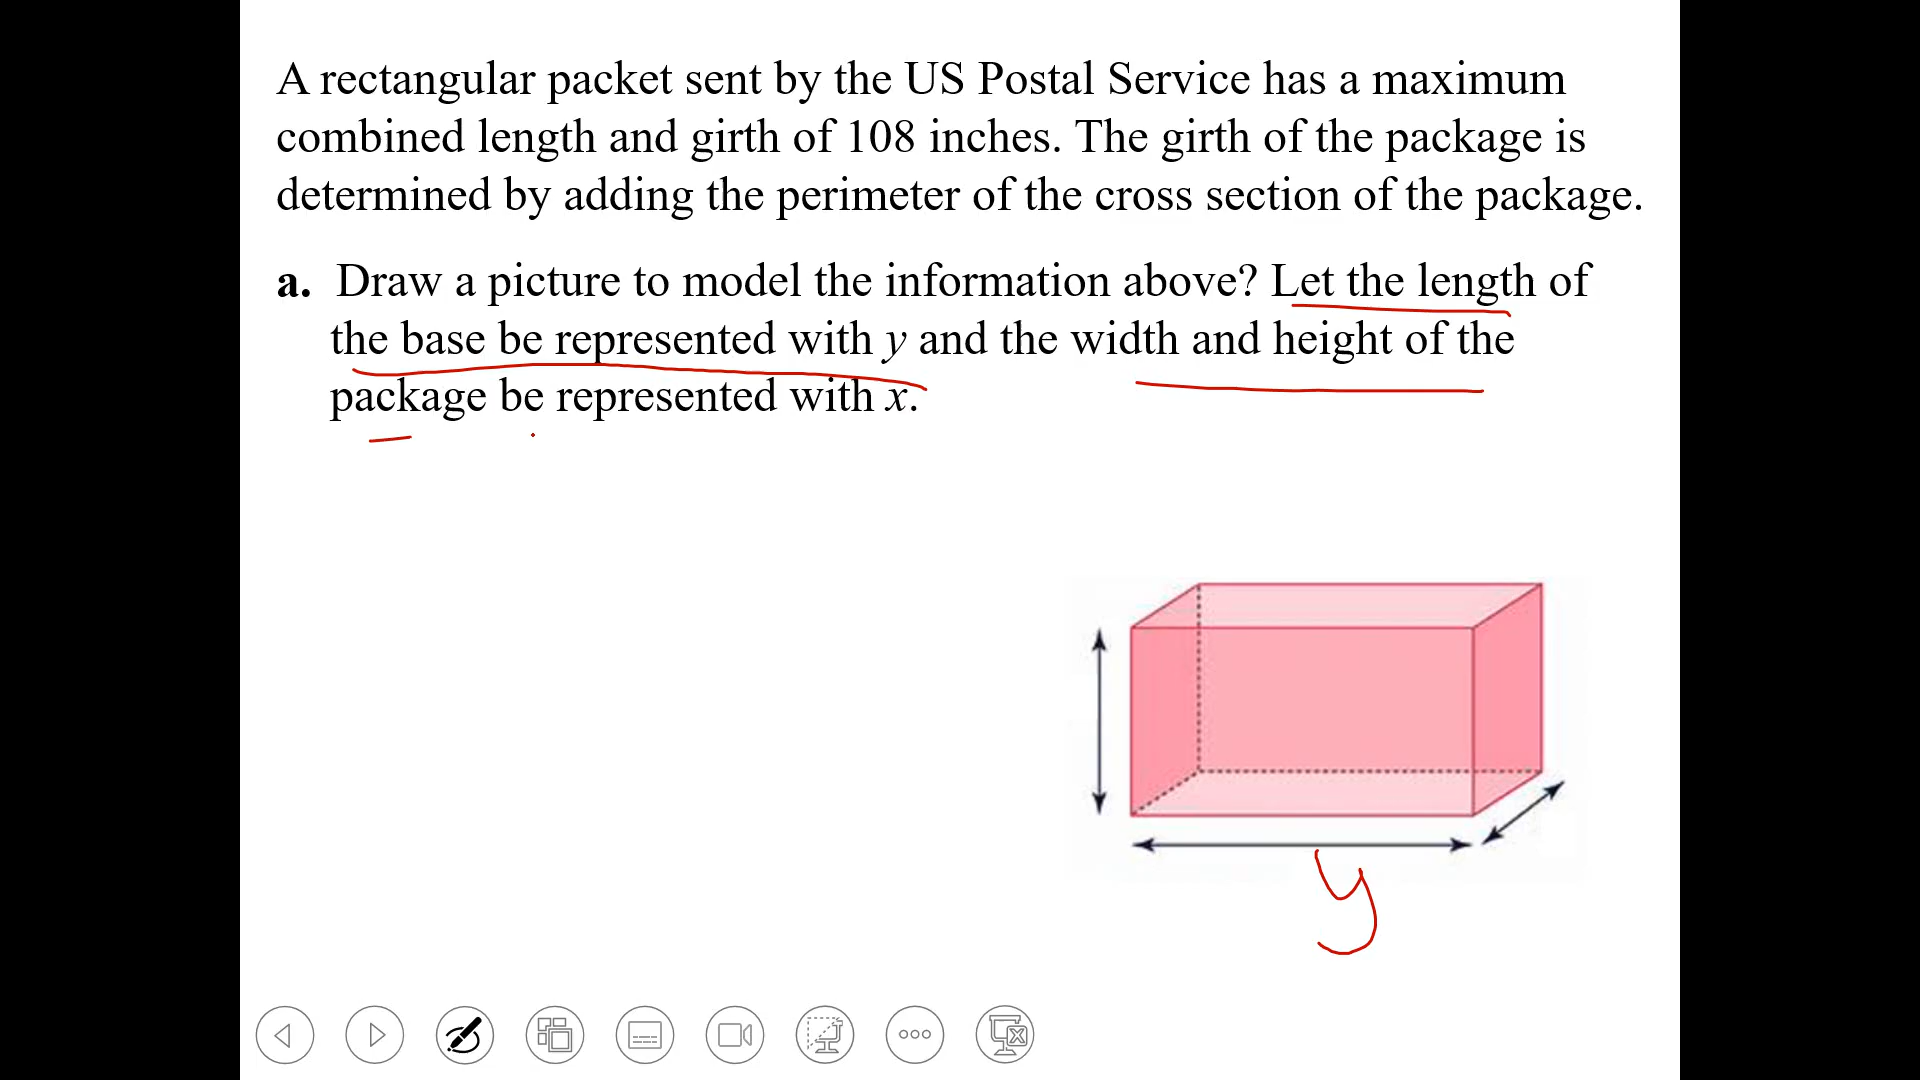 A rectangular packet sent by the US Postal Service has a maximum
combined length and girth of 108 inches. The girth of the package is
determined by adding the perimeter of the cross section of the package.
a. Draw a picture to model the information above? Let the length of
the base be represented with y and the width and height of the
package be represented with x.
y